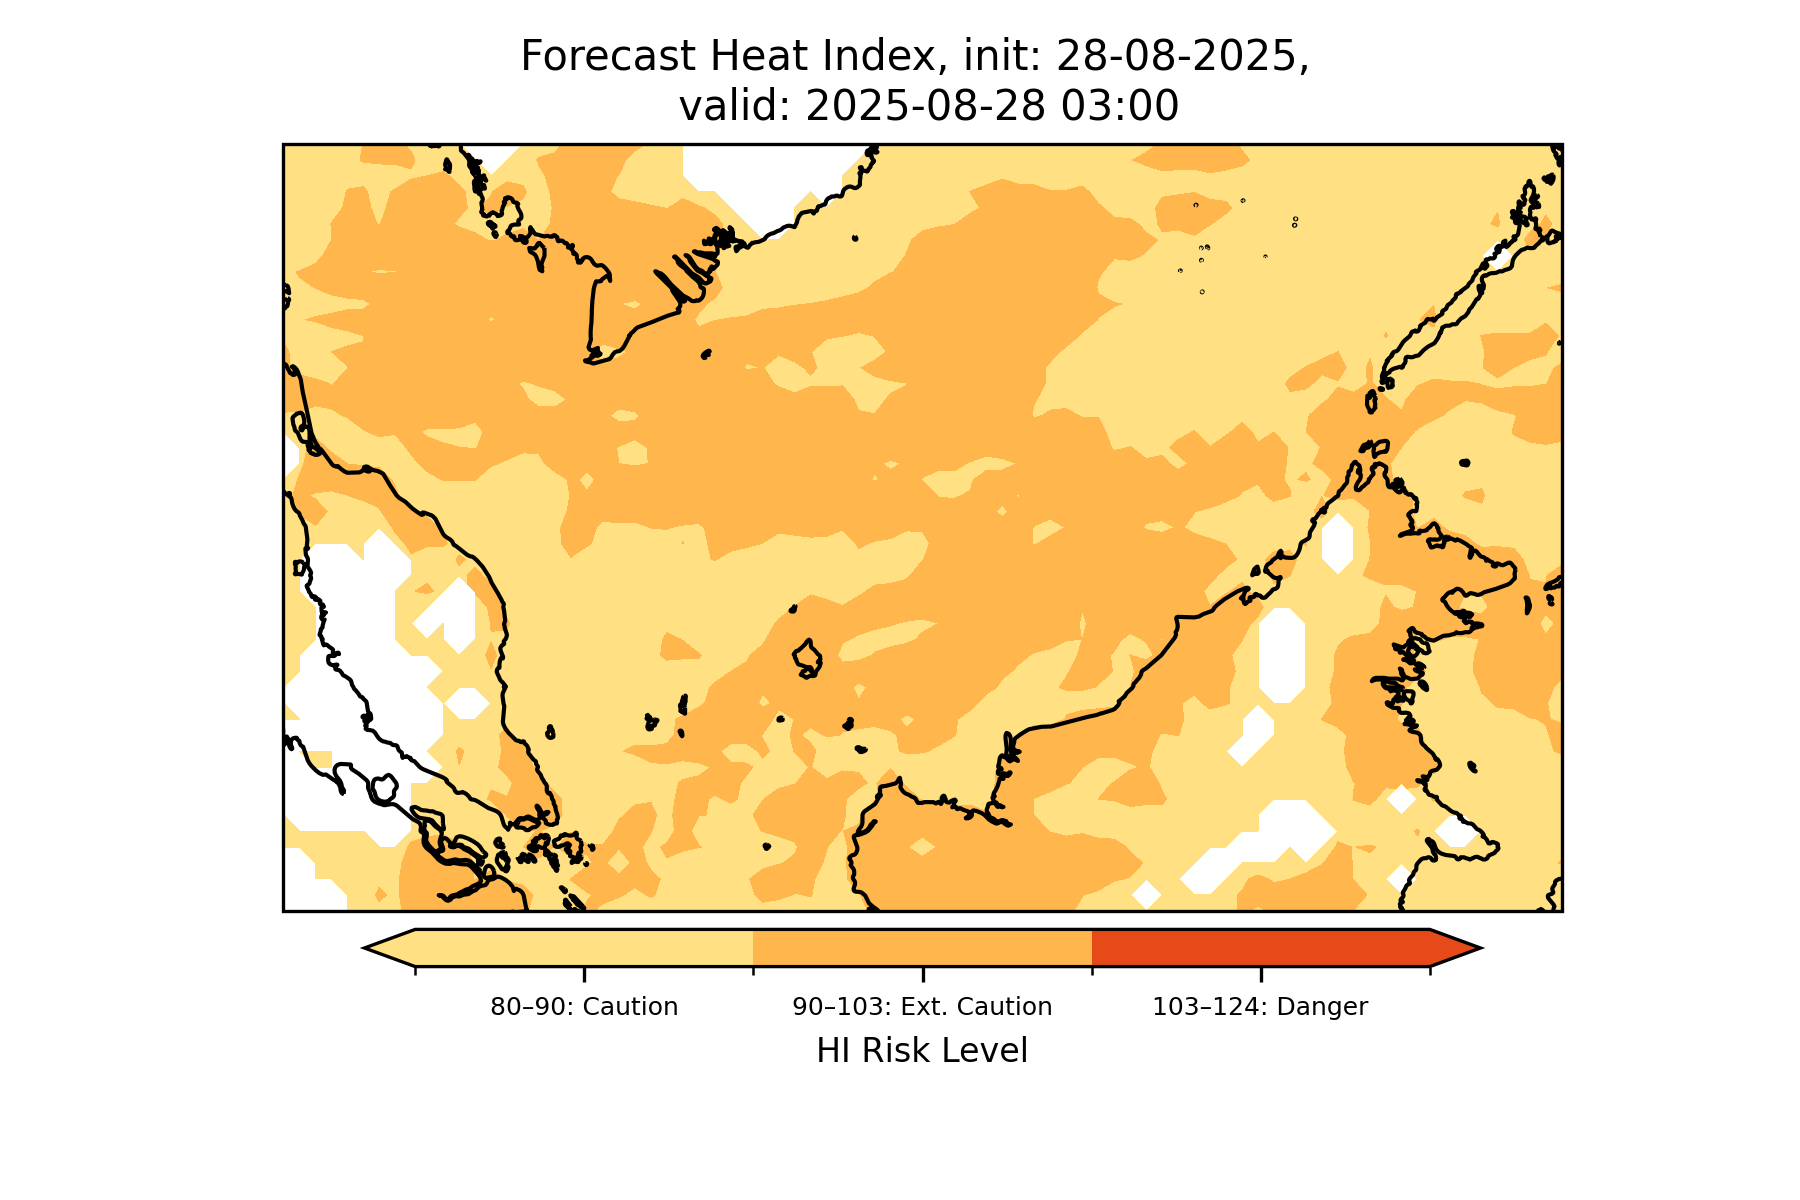 Forecast Heat Index, init: 28-08-2025,
valid: 2025-08-28 03:00
80–90: Caution
90–103: Ext. Caution
103–124: Danger
HI Risk Level